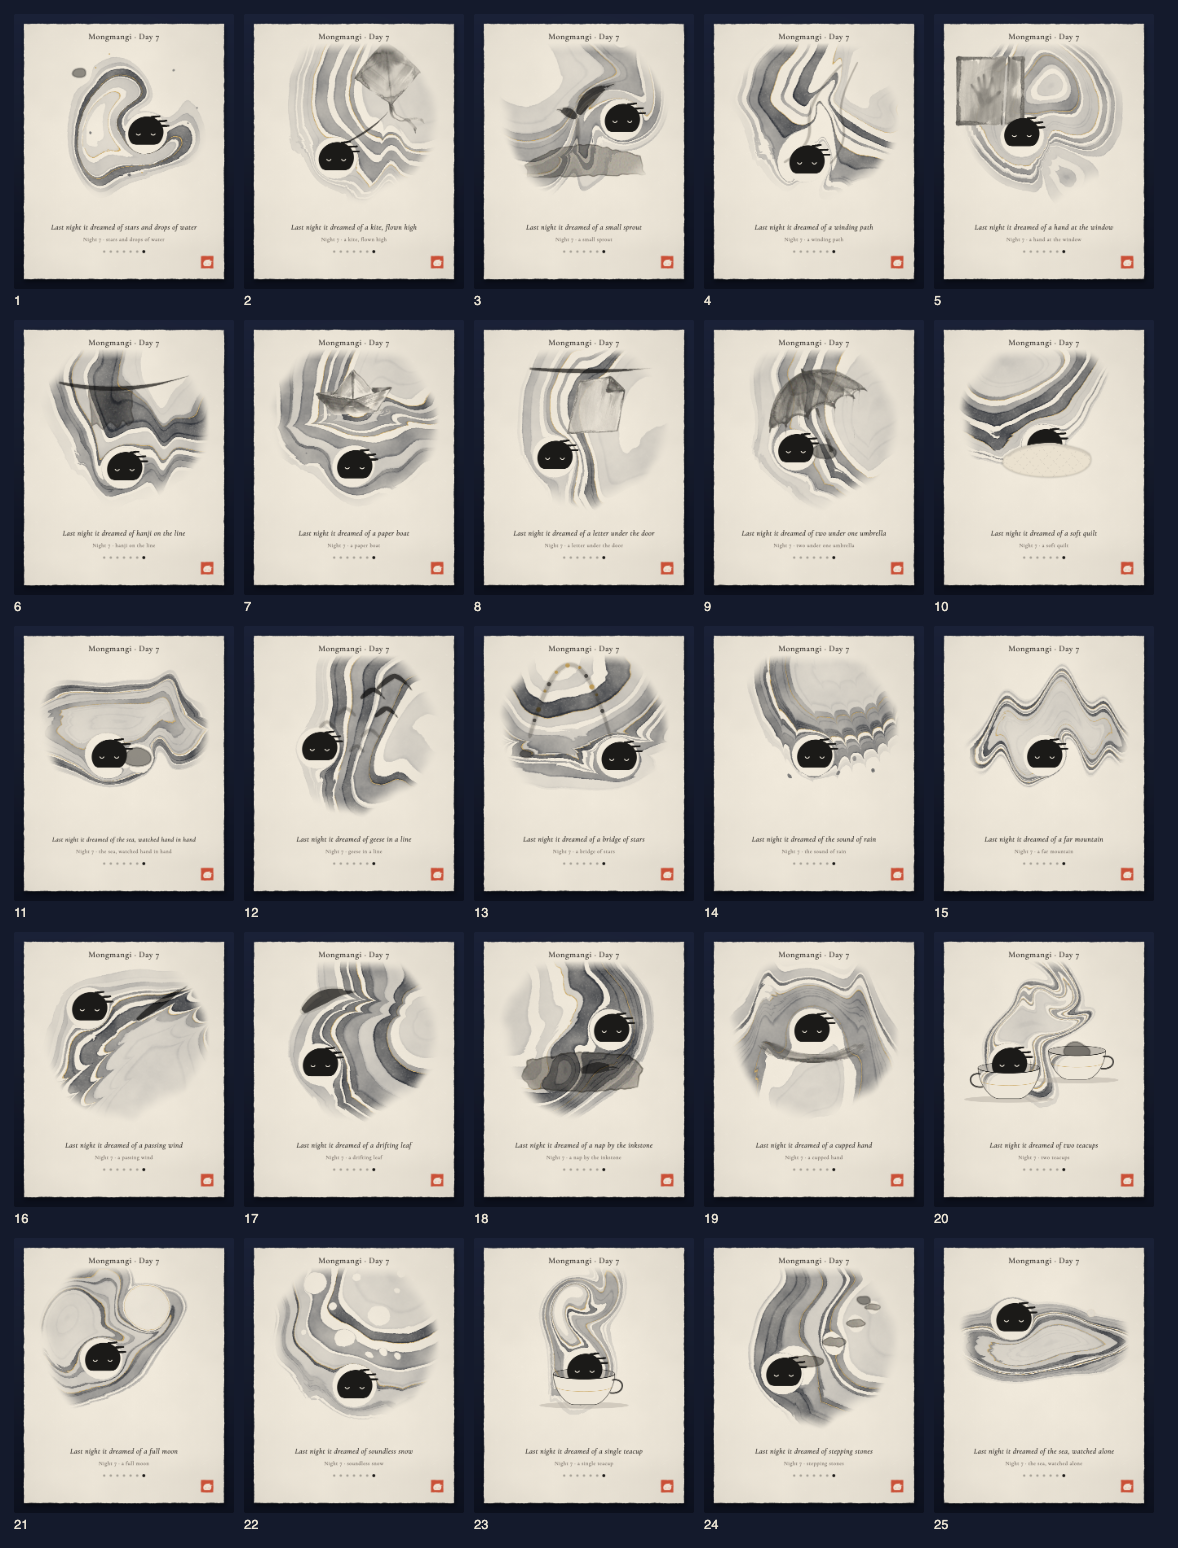 Mongmangi · Day 7
Last night it dreamed of stars and drops of water
Night 7 · stars and drops of water
1
Mongmangi · Day 7
Last night it dreamed of a kite, flown high
Night 7 · a kite, flown high
2
Mongmangi · Day 7
Last night it dreamed of a small sprout
Night 7 · a small sprout
3
Mongmangi · Day 7
Last night it dreamed of a winding path
Night 7 · a winding path
4
Mongmangi · Day 7
Last night it dreamed of a hand at the window
Night 7 · a hand at the window
5
Mongmangi · Day 7
Last night it dreamed of hanji on the line
Night 7 · hanji on the line
6
Mongmangi · Day 7
Last night it dreamed of a paper boat
Night 7 · a paper boat
7
Mongmangi · Day 7
Last night it dreamed of a letter under the door
Night 7 · a letter under the door
8
Mongmangi · Day 7
Last night it dreamed of two under one umbrella
Night 7 · two under one umbrella
9
Mongmangi · Day 7
Last night it dreamed of a soft quilt
Night 7 · a soft quilt
10
Mongmangi · Day 7
Last night it dreamed of the sea, watched hand in hand
Night 7 · the sea, watched hand in hand
11
Mongmangi · Day 7
Last night it dreamed of geese in a line
Night 7 · geese in a line
12
Mongmangi · Day 7
Last night it dreamed of a bridge of stars
Night 7 · a bridge of stars
13
Mongmangi · Day 7
Last night it dreamed of the sound of rain
Night 7 · the sound of rain
14
Mongmangi · Day 7
Last night it dreamed of a far mountain
Night 7 · a far mountain
15
Mongmangi · Day 7
Last night it dreamed of a passing wind
Night 7 · a passing wind
16
Mongmangi · Day 7
Last night it dreamed of a drifting leaf
Night 7 · a drifting leaf
17
Mongmangi · Day 7
Last night it dreamed of a nap by the inkstone
Night 7 · a nap by the inkstone
18
Mongmangi · Day 7
Last night it dreamed of a cupped hand
Night 7 · a cupped hand
19
Mongmangi · Day 7
Last night it dreamed of two teacups
Night 7 · two teacups
20
Mongmangi · Day 7
Last night it dreamed of a full moon
Night 7 · a full moon
21
Mongmangi · Day 7
Last night it dreamed of soundless snow
Night 7 · soundless snow
22
Mongmangi · Day 7
Last night it dreamed of a single teacup
Night 7 · a single teacup
23
Mongmangi · Day 7
Last night it dreamed of stepping stones
Night 7 · stepping stones
24
Mongmangi · Day 7
Last night it dreamed of the sea, watched alone
Night 7 · the sea, watched alone
25